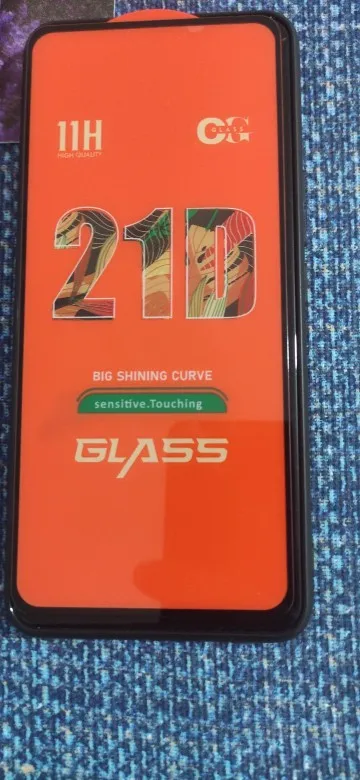 11H
HIGH QUALITY
OG
GLASS
21D
BIG SHINING CURVE
sensitive.Touching
GLASS